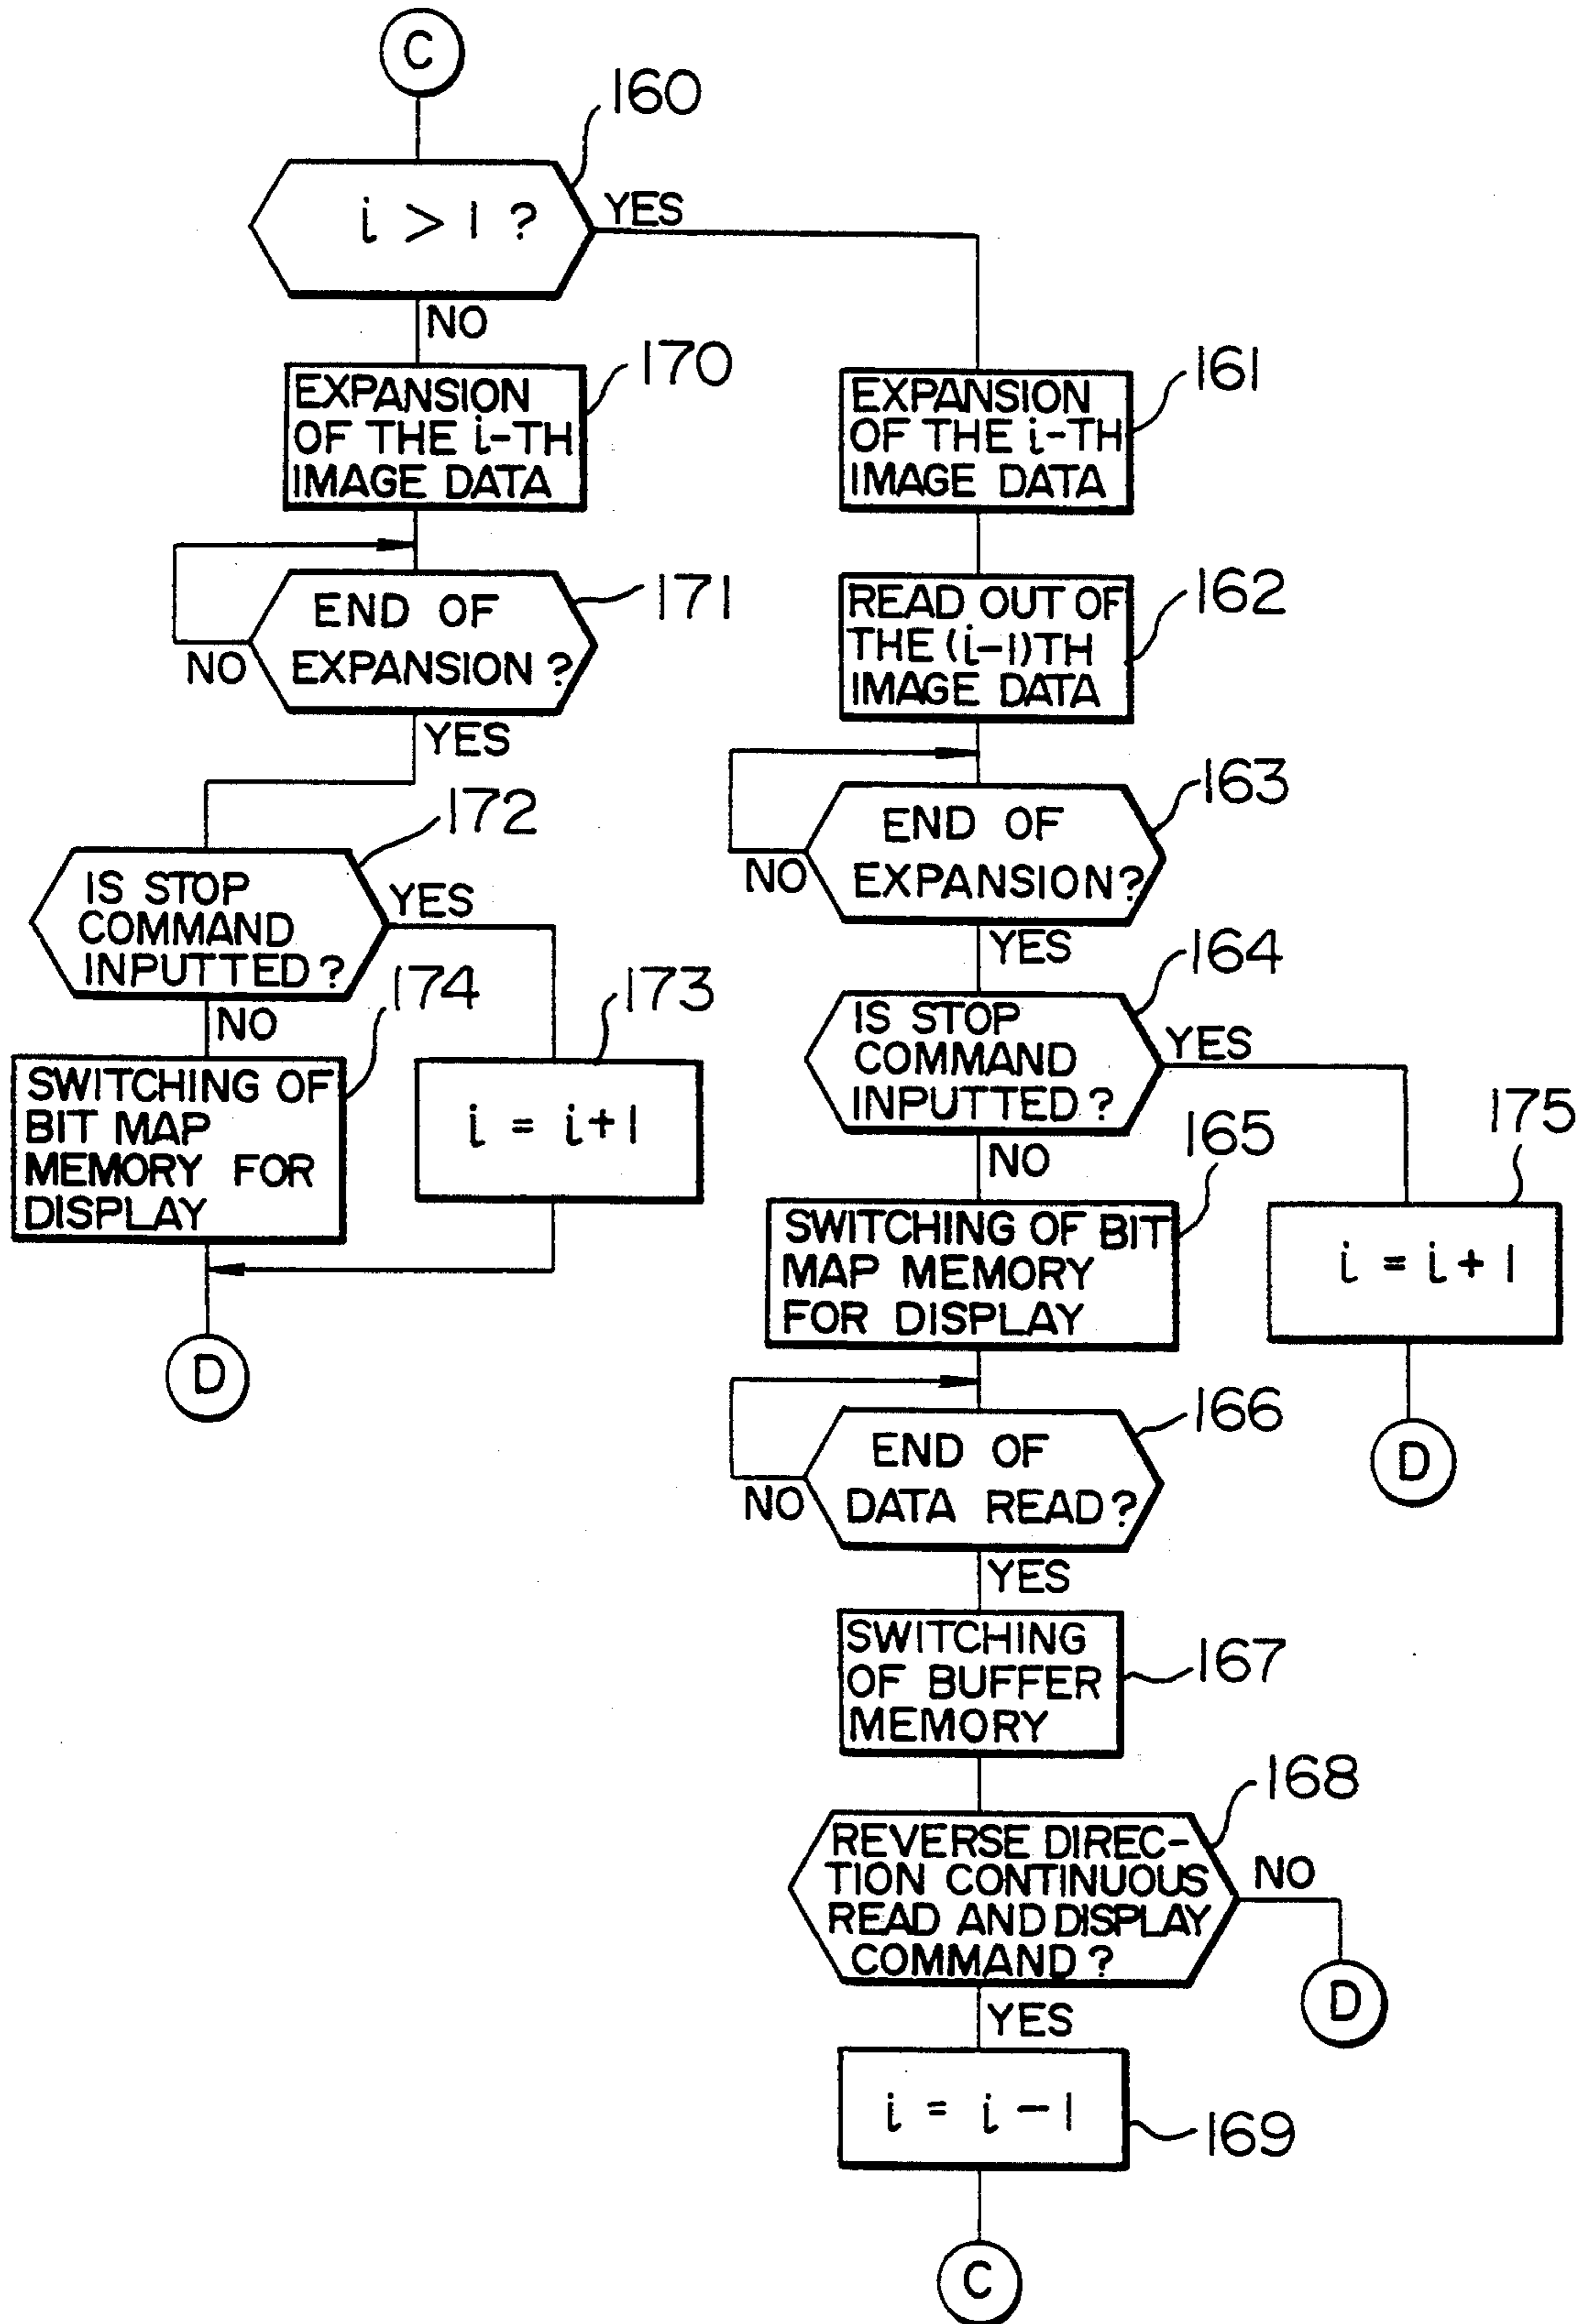 C
160
i > 1 ?
YES
NO
170
EXPANSION
OF THE i-TH
IMAGE DATA
161
EXPANSION
OF THE i-TH
IMAGE DATA
171
END OF
EXPANSION?
NO
YES
162
READ OUT OF
THE (i-1)TH
IMAGE DATA
163
END OF
EXPANSION?
NO
YES
172
IS STOP
COMMAND
INPUTTED?
YES
NO
174
SWITCHING OF
BIT MAP
MEMORY FOR
DISPLAY
173
i = i+1
D
164
IS STOP
COMMAND
INPUTTED?
YES
NO
165
SWITCHING OF BIT
MAP MEMORY
FOR DISPLAY
175
i = i+1
D
166
END OF
DATA READ?
NO
YES
SWITCHING
OF BUFFER
MEMORY
167
168
REVERSE DIREC-
TION CONTINUOUS
READ AND DISPLAY
COMMAND?
NO
D
YES
i = i-1
169
C